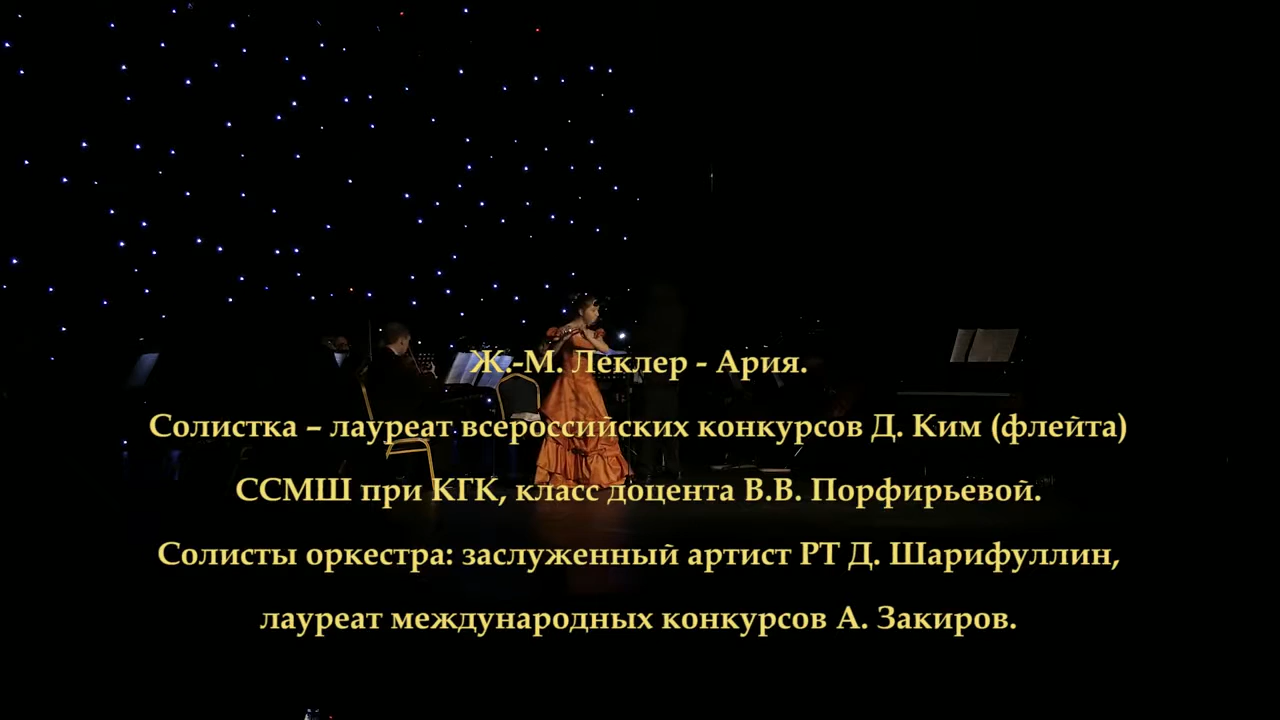 Ж.-М. Леклер - Ария.
Солистка – лауреат всероссийских конкурсов Д. Ким (флейта)
ССМШ при КГК, класс доцента В.В. Порфирьевой.
Солисты оркестра: заслуженный артист РТ Д. Шарифуллин,
лауреат международных конкурсов А. Закиров.